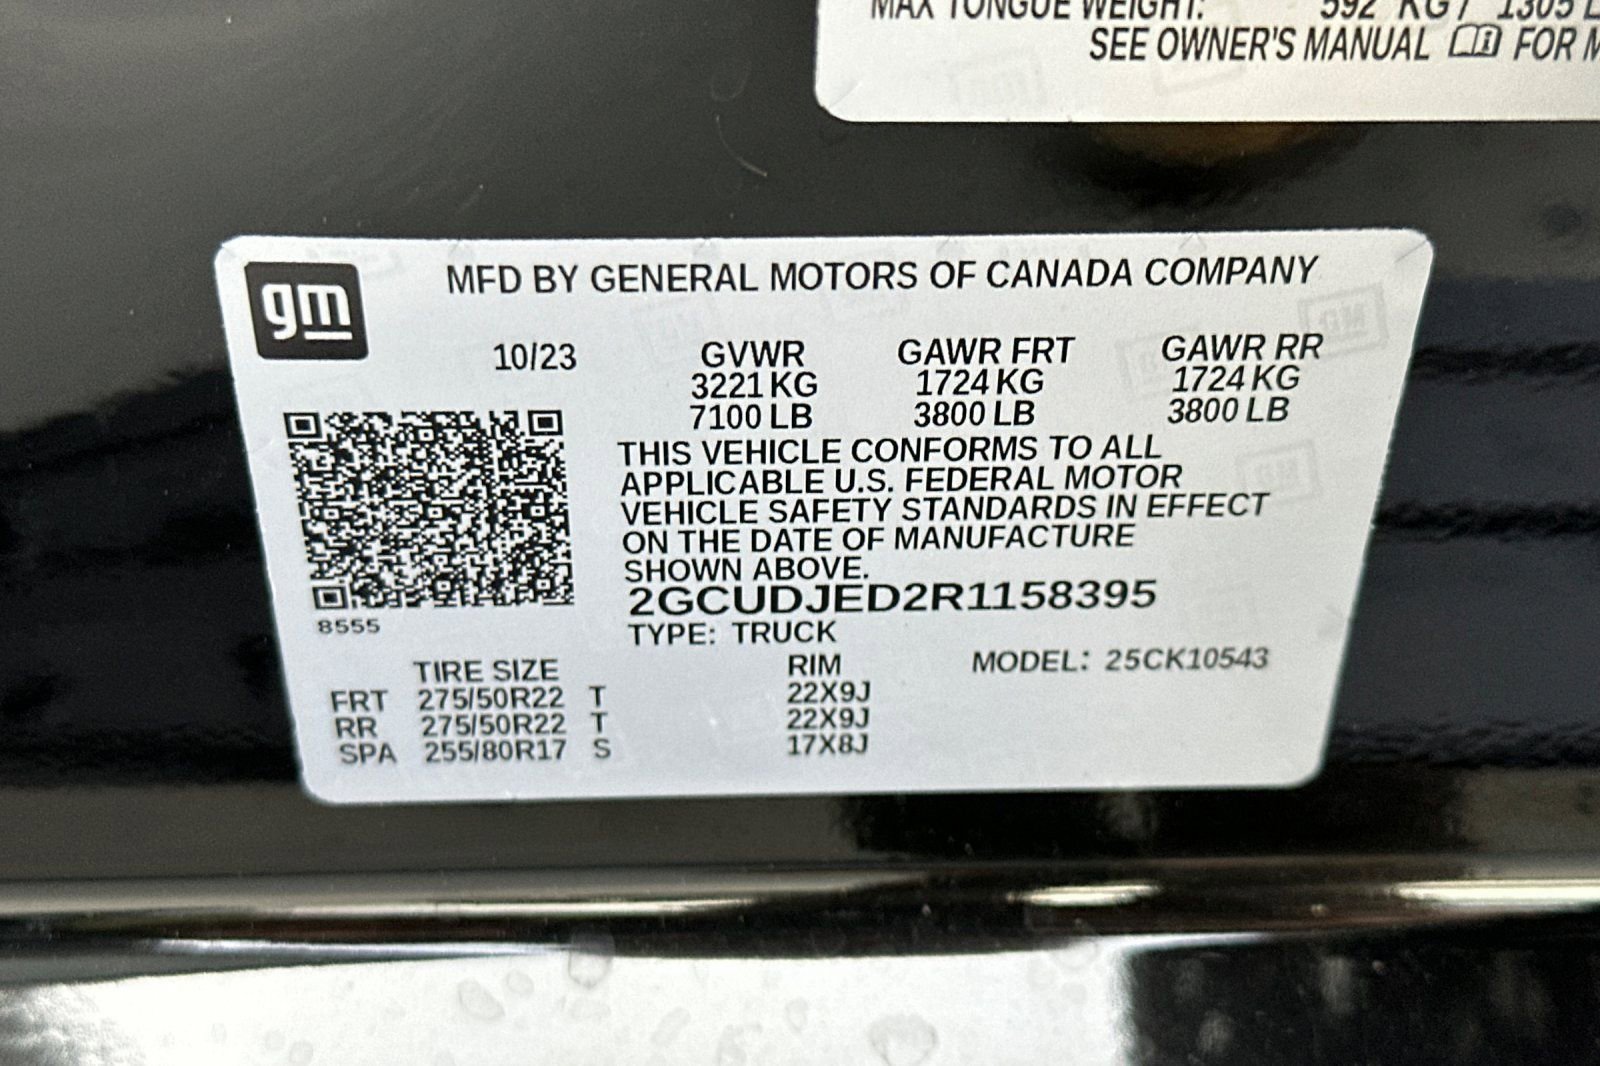 MAX TONGUE WEIGHT: 592 KG / 1305 L
SEE OWNER'S MANUAL FOR M
gm
MFD BY GENERAL MOTORS OF CANADA COMPANY
10/23 GVWR GAWR FRT GAWR RR
3221 KG 1724 KG 1724 KG
7100 LB 3800 LB 3800 LB
THIS VEHICLE CONFORMS TO ALL
APPLICABLE U.S. FEDERAL MOTOR
VEHICLE SAFETY STANDARDS IN EFFECT
ON THE DATE OF MANUFACTURE
SHOWN ABOVE.
2GCUDJED2R1158395
8555
TYPE: TRUCK
TIRE SIZE RIM MODEL: 25CK10543
FRT 275/50R22 T 22X9J
RR 275/50R22 T 22X9J
SPA 255/80R17 S 17X8J